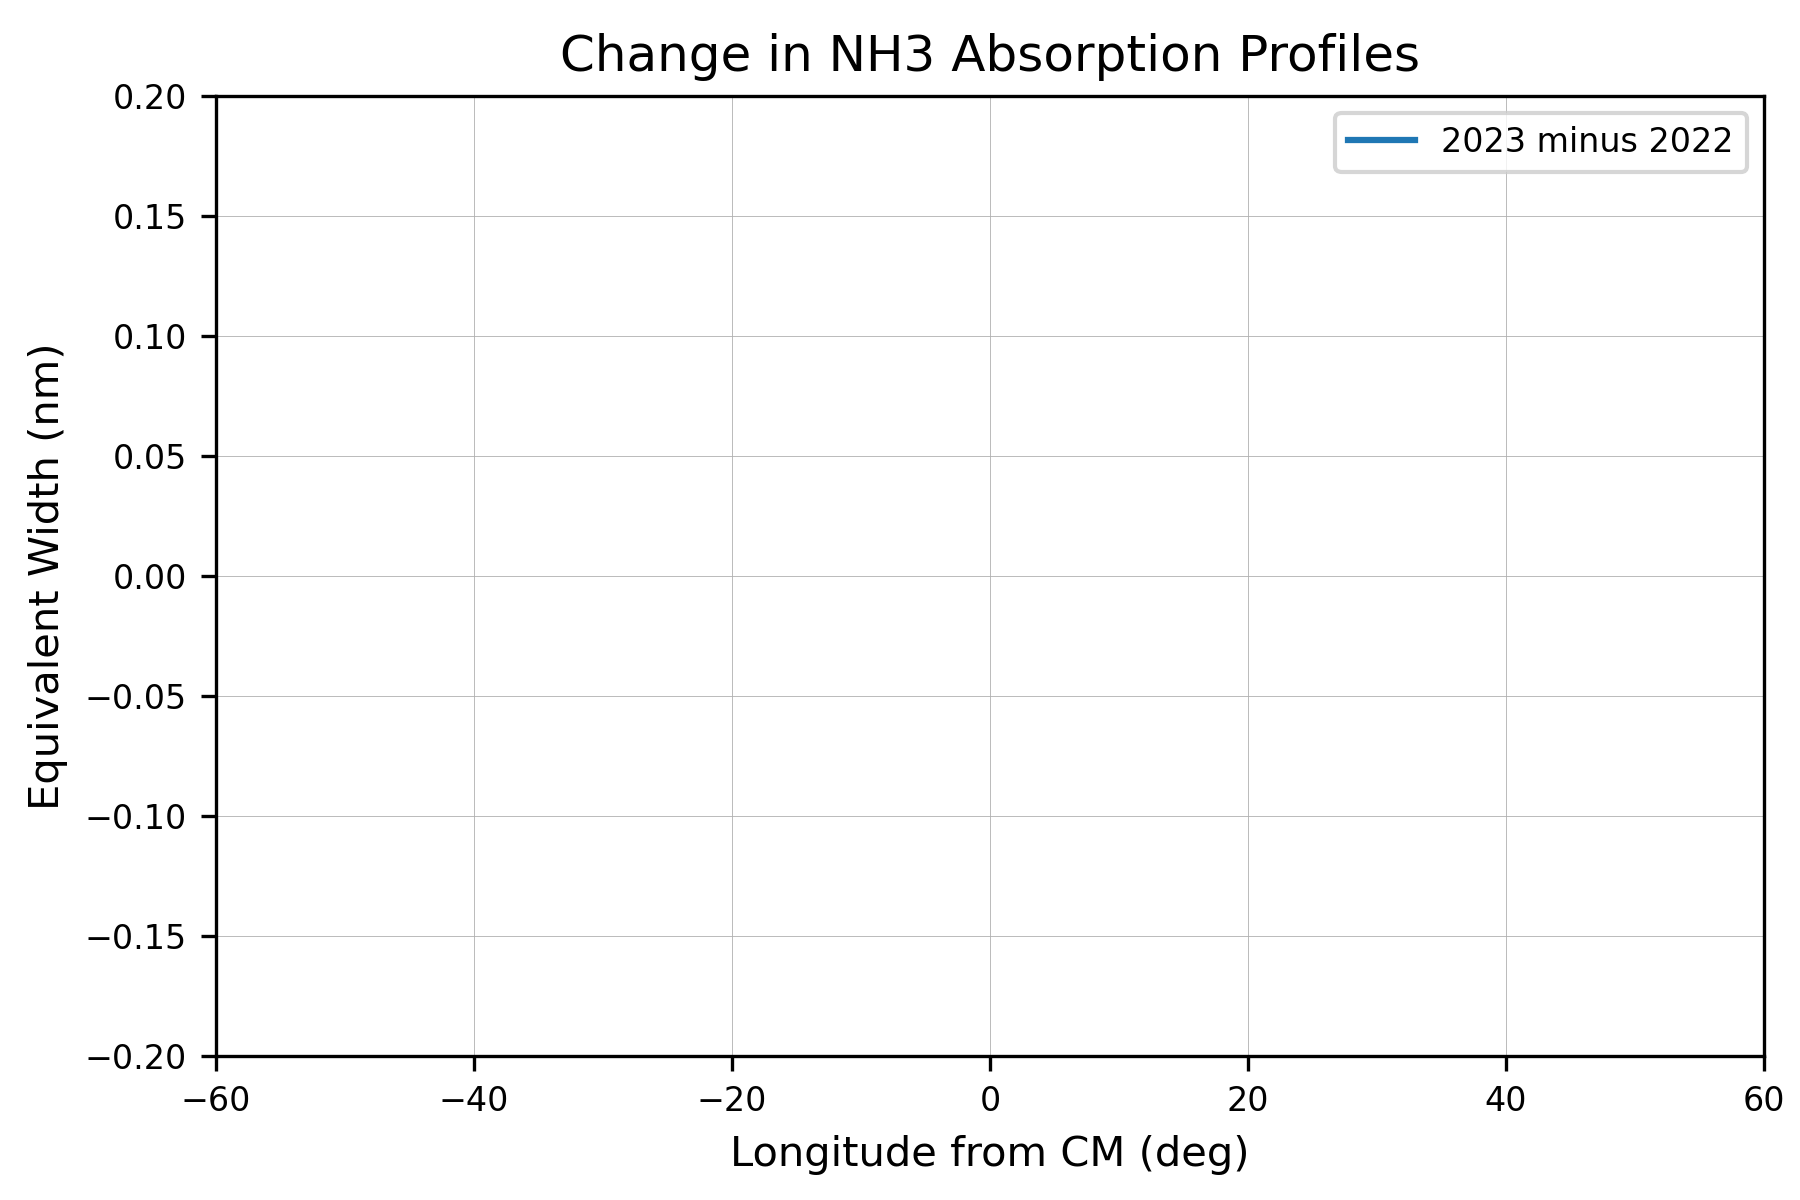 Change in NH3 Absorption Profiles
2023 minus 2022
Equivalent Width (nm)
0.20
0.15
0.10
0.05
0.00
−0.05
−0.10
−0.15
−0.20
−60 −40 −20 0 20 40 60
Longitude from CM (deg)